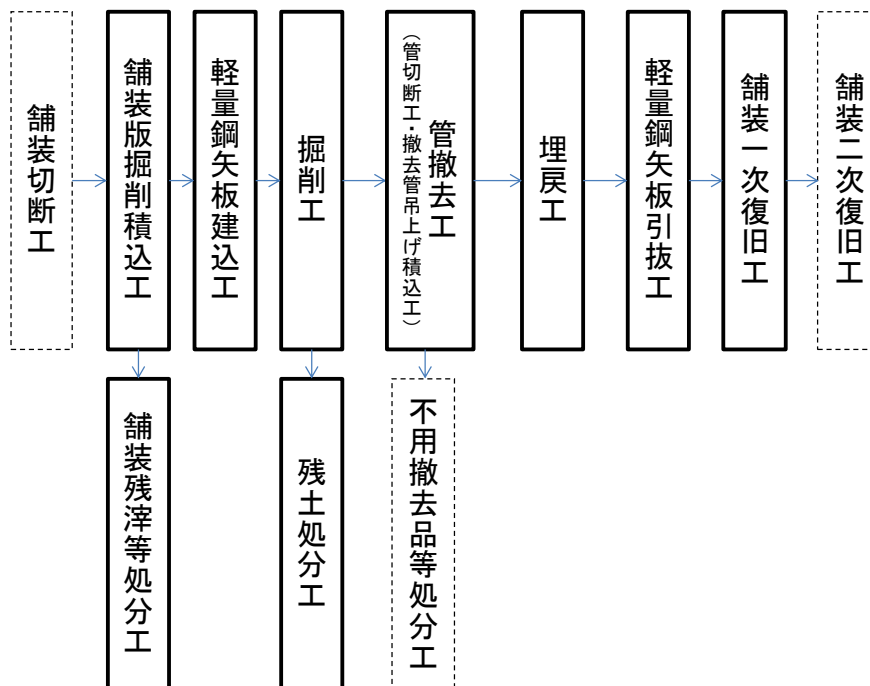 舗装切断工
舗装版掘削積込工
軽量鋼矢板建込工
掘削工
管撤去工
（管切断工・撤去管吊上げ積込工）
埋戻工
軽量鋼矢板引抜工
舗装一次復旧工
舗装二次復旧工
舗装残滓等処分工
残土処分工
不用撤去品等処分工